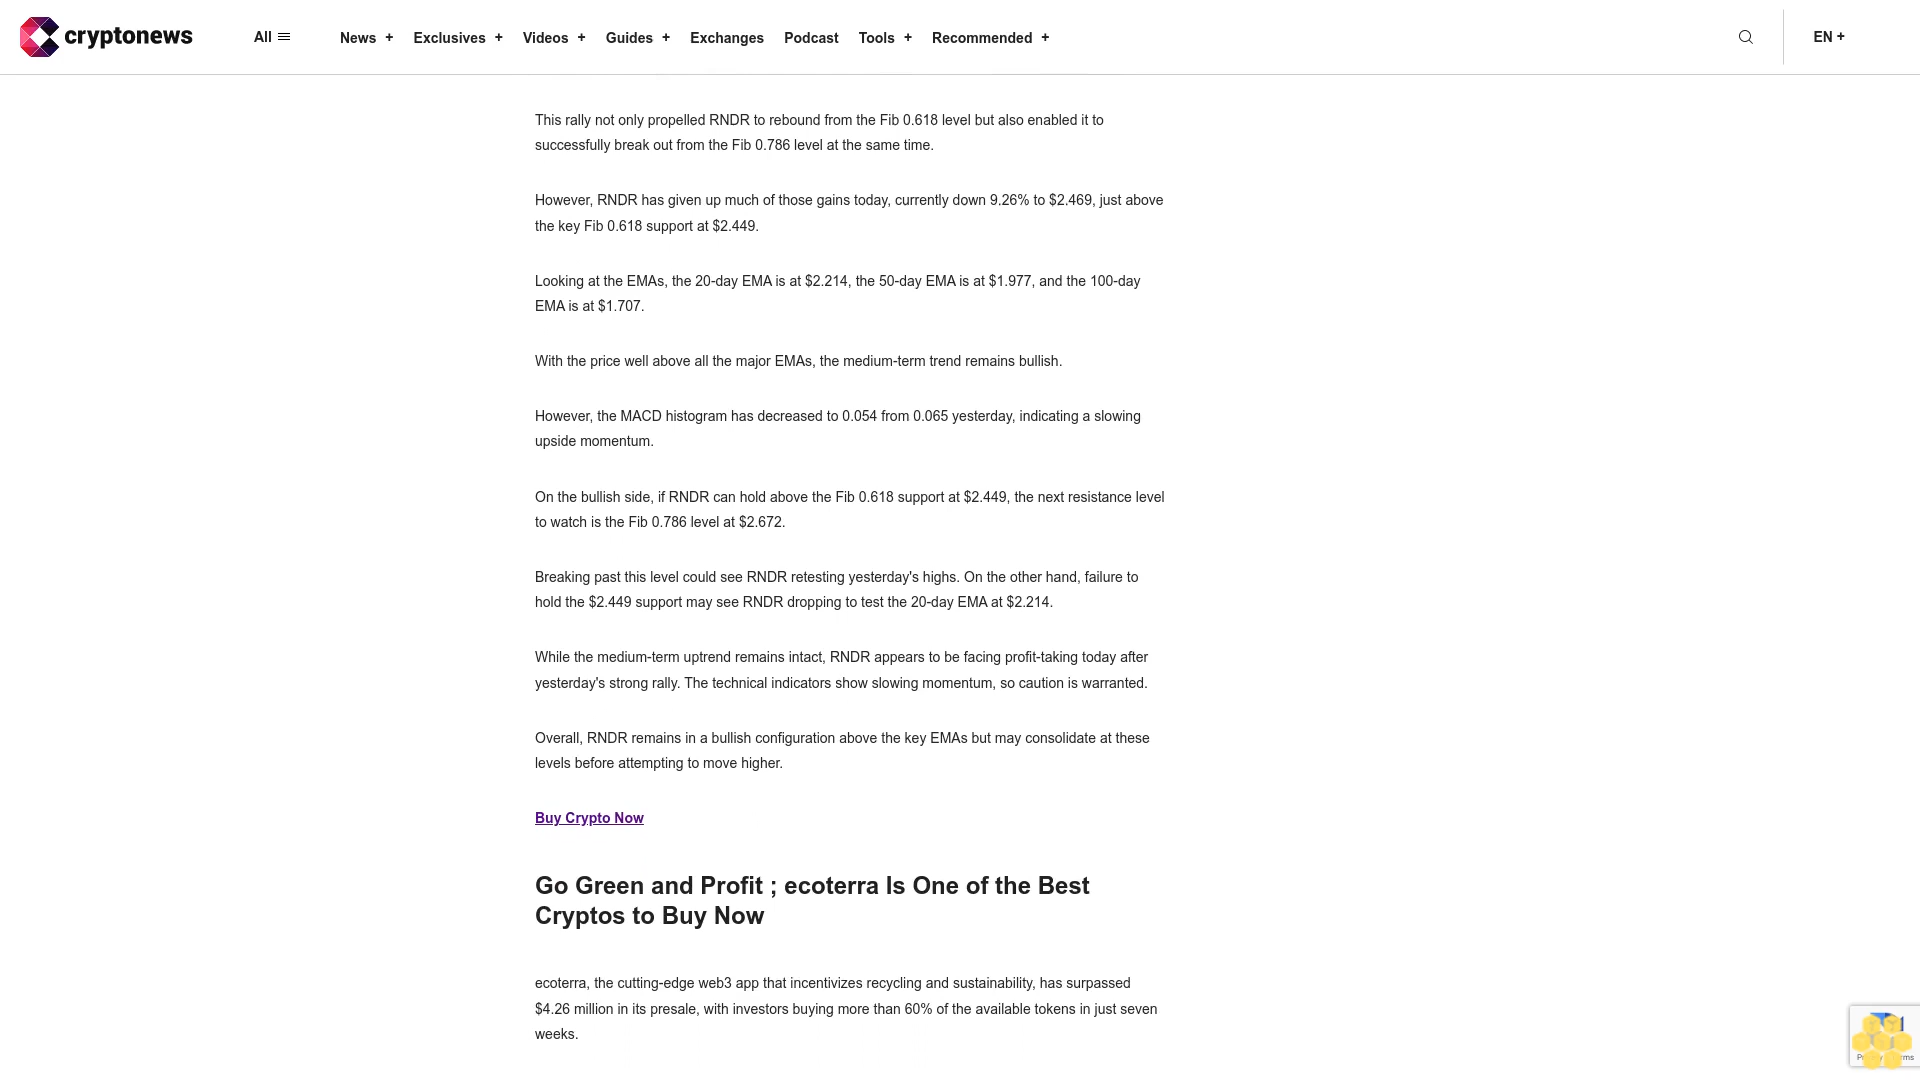 cryptonews
All
News +
Exclusives +
Videos +
Guides +
Exchanges
Podcast
Tools +
Recommended +
EN +
This rally not only propelled RNDR to rebound from the Fib 0.618 level but also enabled it to
successfully break out from the Fib 0.786 level at the same time.
However, RNDR has given up much of those gains today, currently down 9.26% to $2.469, just above
the key Fib 0.618 support at $2.449.
Looking at the EMAs, the 20-day EMA is at $2.214, the 50-day EMA is at $1.977, and the 100-day
EMA is at $1.707.
With the price well above all the major EMAs, the medium-term trend remains bullish.
However, the MACD histogram has decreased to 0.054 from 0.065 yesterday, indicating a slowing
upside momentum.
On the bullish side, if RNDR can hold above the Fib 0.618 support at $2.449, the next resistance level
to watch is the Fib 0.786 level at $2.672.
Breaking past this level could see RNDR retesting yesterday's highs. On the other hand, failure to
hold the $2.449 support may see RNDR dropping to test the 20-day EMA at $2.214.
While the medium-term uptrend remains intact, RNDR appears to be facing profit-taking today after
yesterday's strong rally. The technical indicators show slowing momentum, so caution is warranted.
Overall, RNDR remains in a bullish configuration above the key EMAs but may consolidate at these
levels before attempting to move higher.
Buy Crypto Now
Go Green and Profit ; ecoterra Is One of the Best
Cryptos to Buy Now
ecoterra, the cutting-edge web3 app that incentivizes recycling and sustainability, has surpassed
$4.26 million in its presale, with investors buying more than 60% of the available tokens in just seven
weeks.